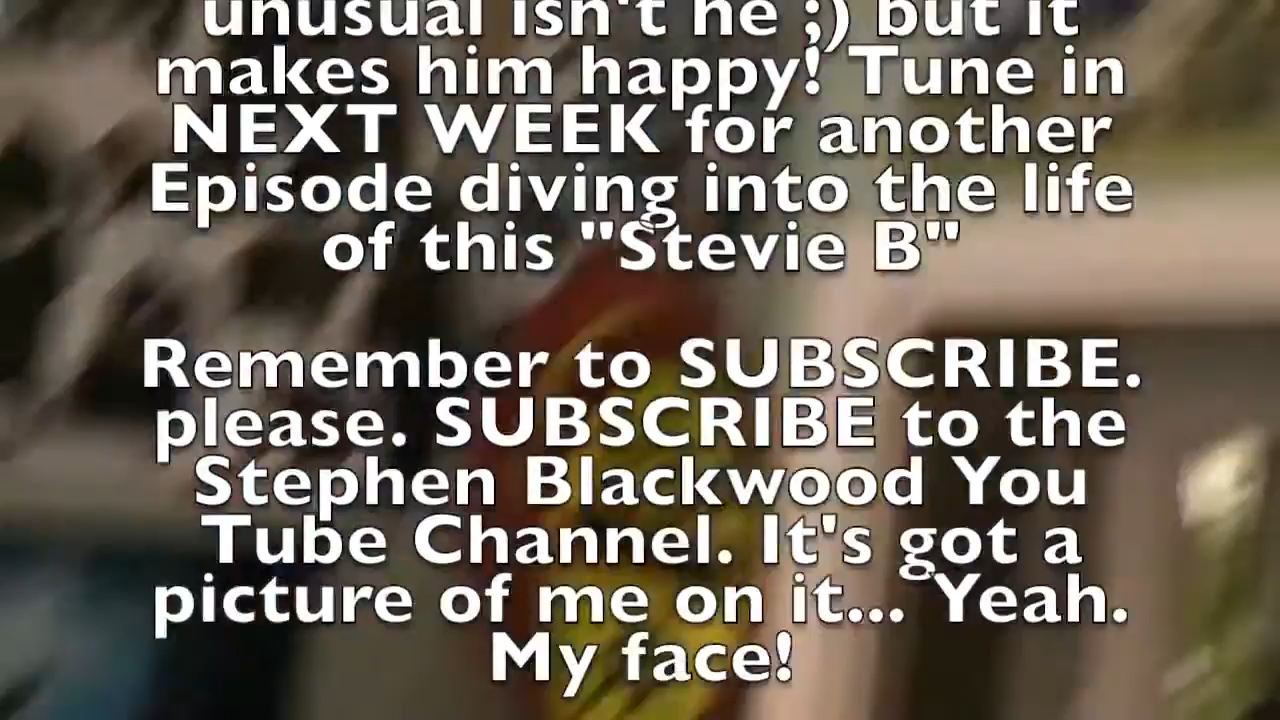 unusual isn't he ;) but it
makes him happy! Tune in
NEXT WEEK for another
Episode diving into the life
of this "Stevie B"
Remember to SUBSCRIBE.
please. SUBSCRIBE to the
Stephen Blackwood You
Tube Channel. It's got a
picture of me on it... Yeah.
My face!